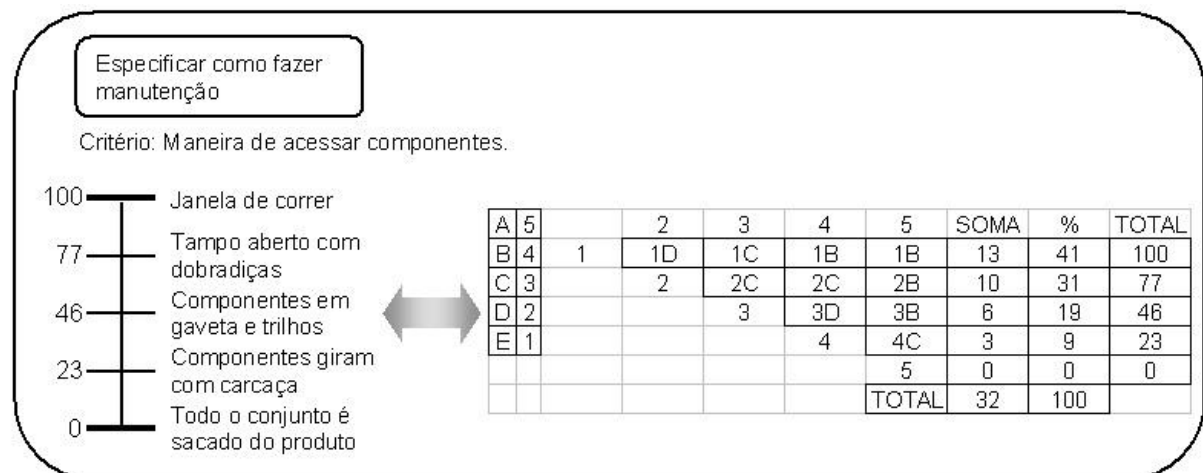 Especificar como fazer
manutenção
Critério: Maneira de acessar componentes.
100 Janela de correr
77 Tampo aberto com
dobradiças
46 Componentes em
gaveta e trilhos
23 Componentes giram
com carcaça
0 Todo o conjunto é
sacado do produto
A 5 2 3 4 5 SOMA % TOTAL
B 4 1 1D 1C 1B 1B 13 41 100
C 3 2 2C 2C 2B 10 31 77
D 2 3 3D 3B 6 19 46
E 1 4 4C 3 9 23
5 0 0 0
TOTAL 32 100